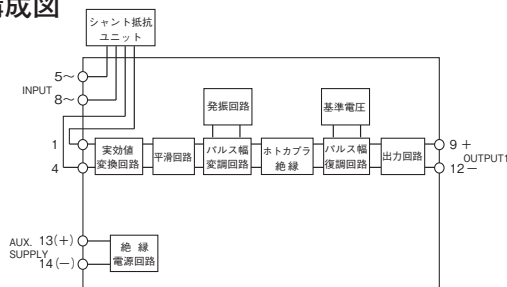 構成図
シャント抵抗
ユニット
5～
INPUT
8～
発振回路
基準電圧
1
4
実効値
変換回路
平滑回路
パルス幅
変調回路
ホトカプラ
絶縁
パルス幅
復調回路
出力回路
9＋
OUTPUT1
12－
AUX.
SUPPLY
13(＋)
14(－)
絶 縁
電源回路